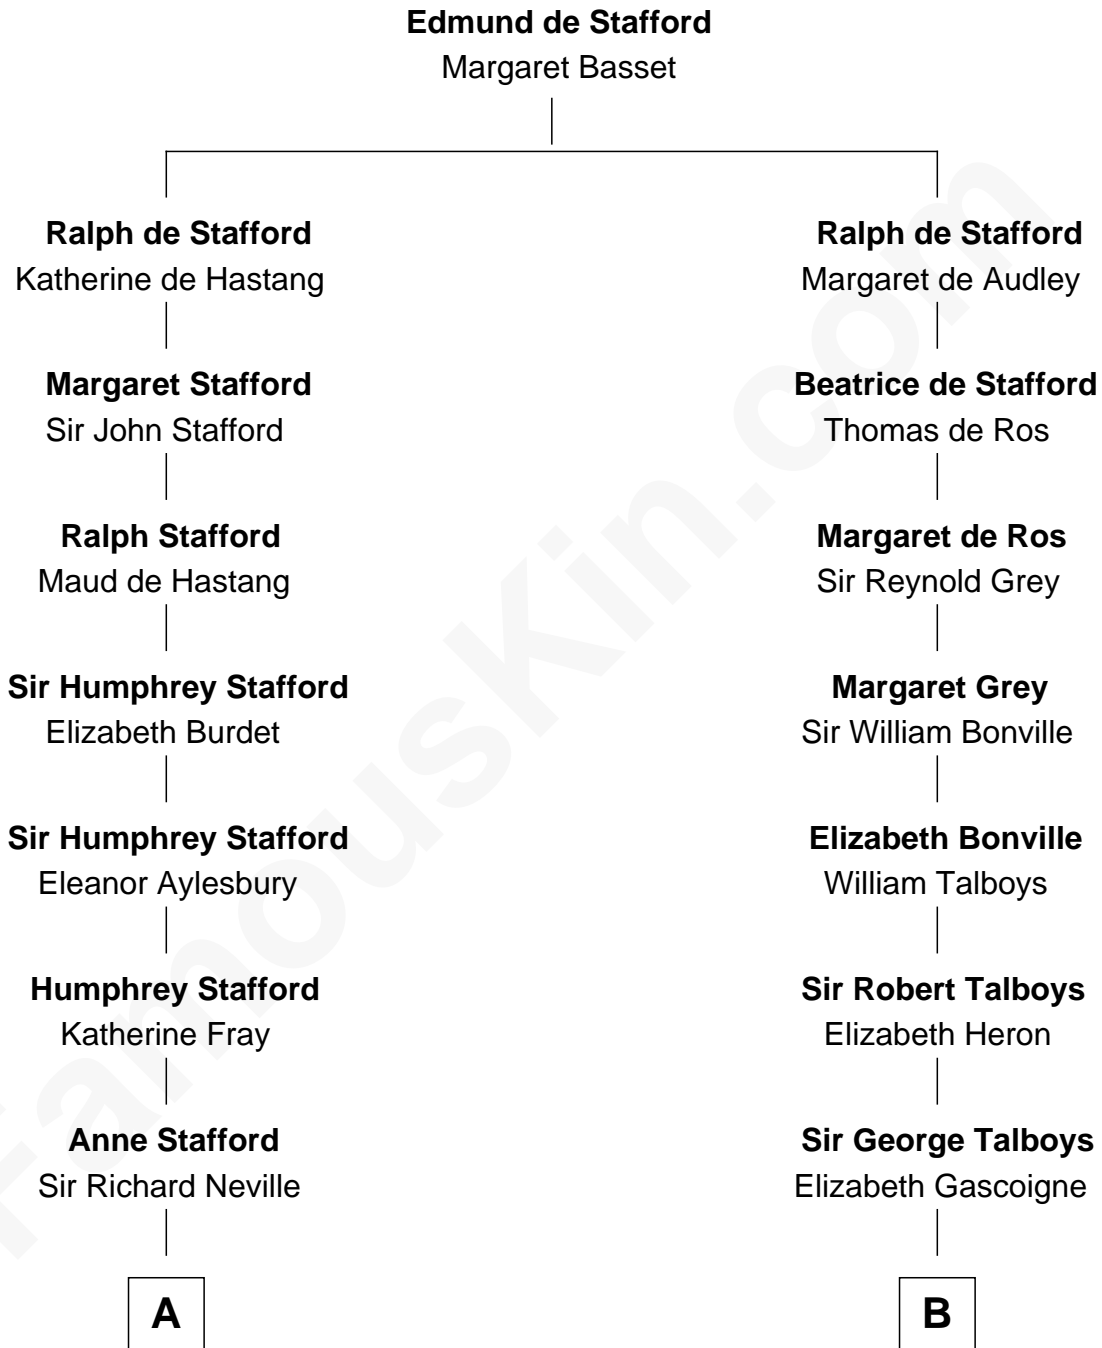 Edmund de Stafford
Margaret Basset
Ralph de Stafford
Katherine de Hastang
Ralph de Stafford
Margaret de Audley
Margaret Stafford
Sir John Stafford
Beatrice de Stafford
Thomas de Ros
Ralph Stafford
Maud de Hastang
Margaret de Ros
Sir Reynold Grey
Sir Humphrey Stafford
Elizabeth Burdet
Margaret Grey
Sir William Bonville
Sir Humphrey Stafford
Eleanor Aylesbury
Elizabeth Bonville
William Talboys
Humphrey Stafford
Katherine Fray
Sir Robert Talboys
Elizabeth Heron
Anne Stafford
Sir Richard Neville
Sir George Talboys
Elizabeth Gascoigne
A
B
FamousKin.com